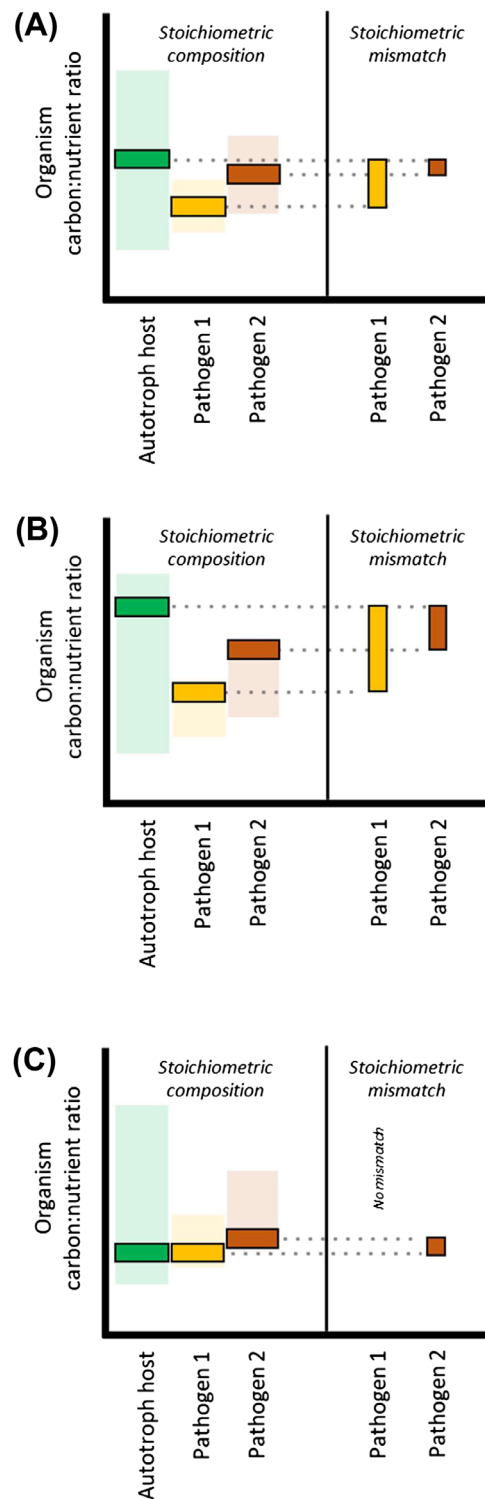 (A)
Stoichiometric
composition
Stoichiometric
mismatch
Organism
carbon:nutrient ratio
Autotroph host
Pathogen 1
Pathogen 2
Pathogen 1
Pathogen 2
(B)
Stoichiometric
composition
Stoichiometric
mismatch
Organism
carbon:nutrient ratio
Autotroph host
Pathogen 1
Pathogen 2
Pathogen 1
Pathogen 2
(C)
Stoichiometric
composition
Stoichiometric
mismatch
Organism
carbon:nutrient ratio
No mismatch
Autotroph host
Pathogen 1
Pathogen 2
Pathogen 1
Pathogen 2